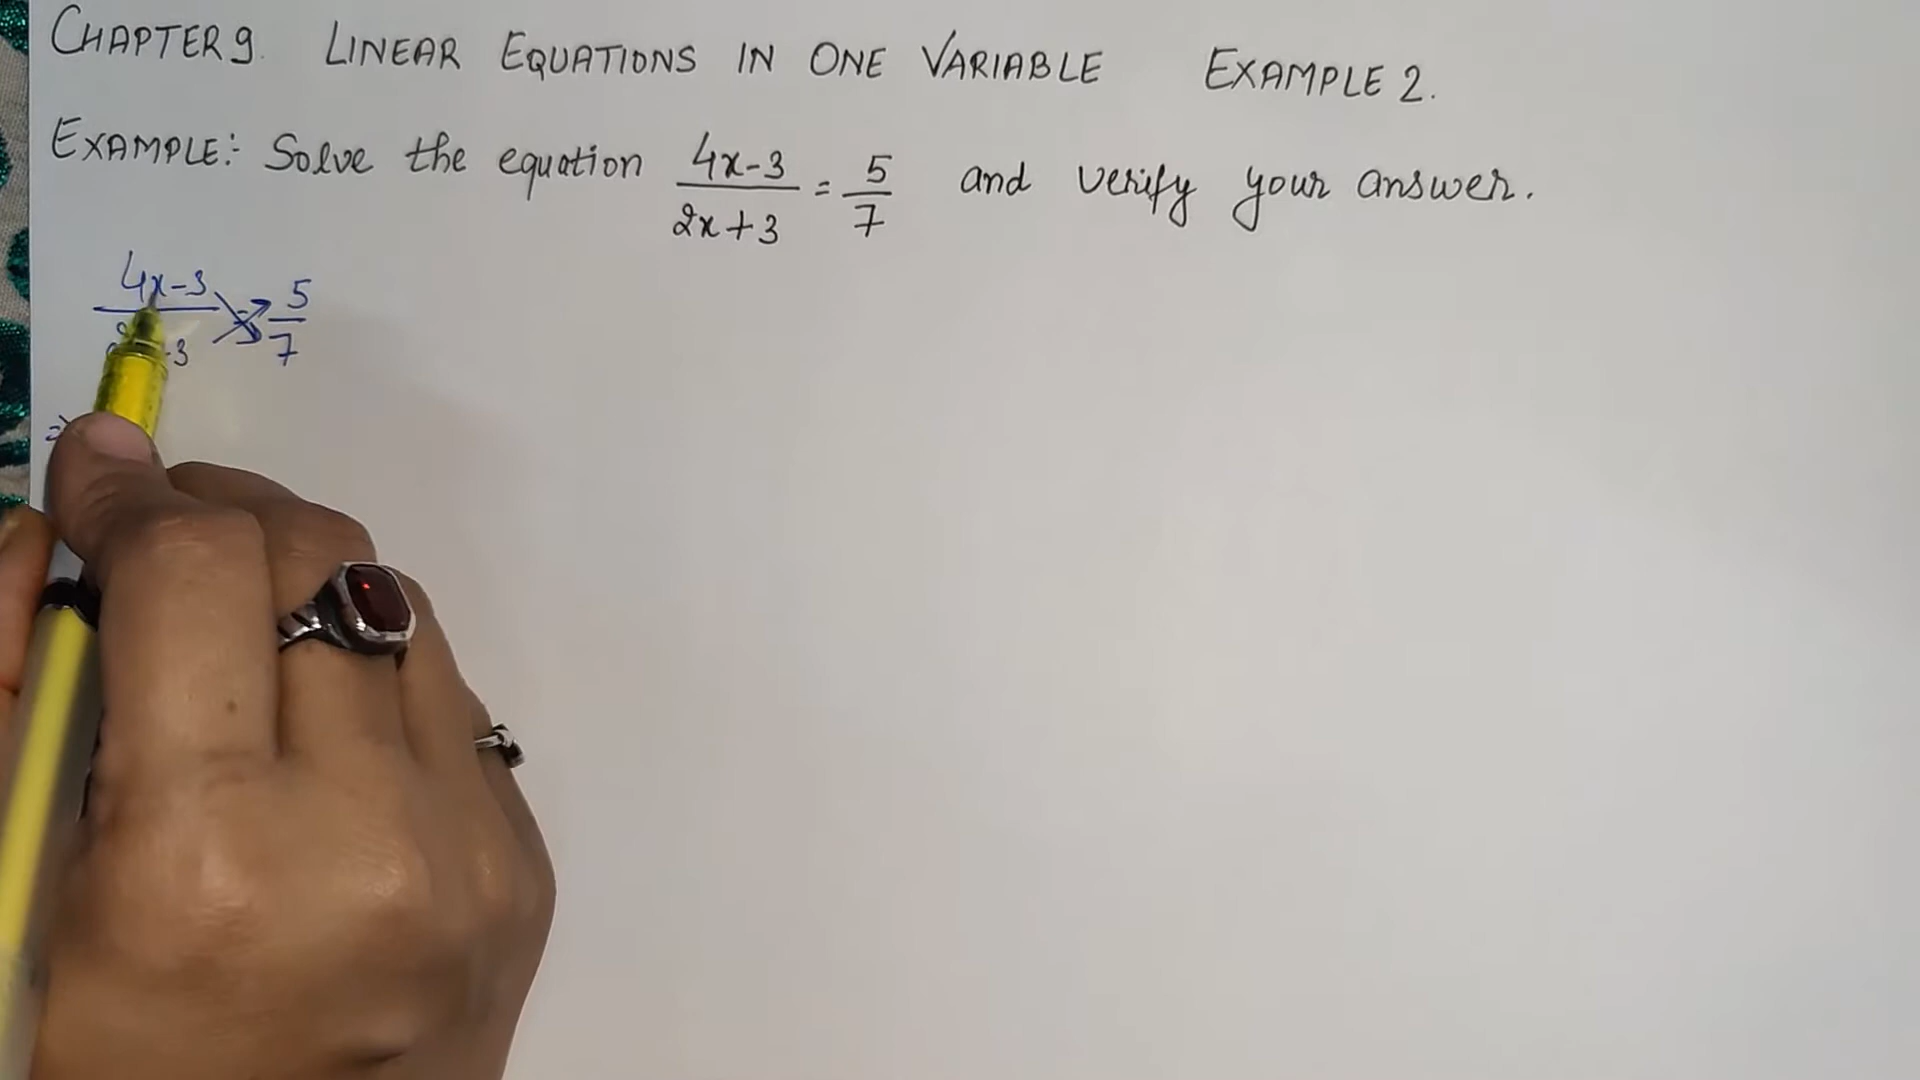 CHAPTER 9. LINEAR EQUATIONS IN ONE VARIABLE EXAMPLE 2.
EXAMPLE:- Solve the equation (4x-3)/(2x+3) = 5/7 and verify your answer.
4x-3 = 5
-3 7
=>